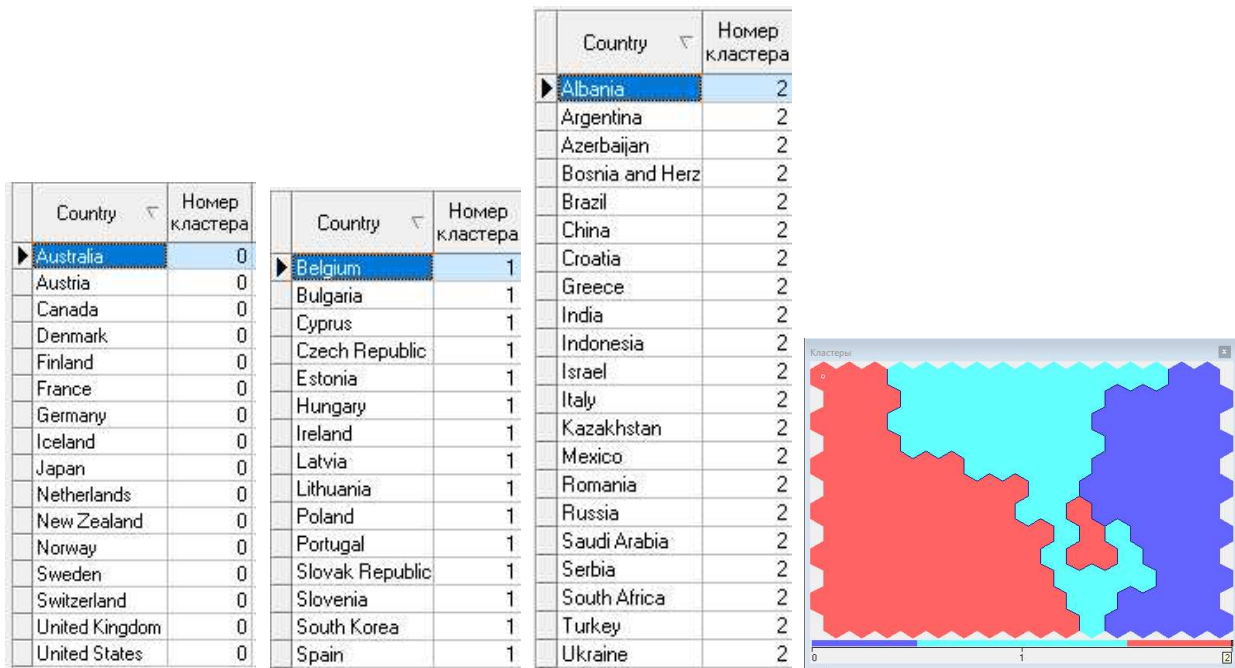 Country Номер кластера
Australia 0
Austria 0
Canada 0
Denmark 0
Finland 0
France 0
Germany 0
Iceland 0
Japan 0
Netherlands 0
New Zealand 0
Norway 0
Sweden 0
Switzerland 0
United Kingdom 0
United States 0
Country Номер кластера
Belgium 1
Bulgaria 1
Cyprus 1
Czech Republic 1
Estonia 1
Hungary 1
Ireland 1
Latvia 1
Lithuania 1
Poland 1
Portugal 1
Slovak Republic 1
Slovenia 1
South Korea 1
Spain 1
Country Номер кластера
Albania 2
Argentina 2
Azerbaijan 2
Bosnia and Herz 2
Brazil 2
China 2
Croatia 2
Greece 2
India 2
Indonesia 2
Israel 2
Italy 2
Kazakhstan 2
Mexico 2
Romania 2
Russia 2
Saudi Arabia 2
Serbia 2
South Africa 2
Turkey 2
Ukraine 2
Кластеры
0 1 2